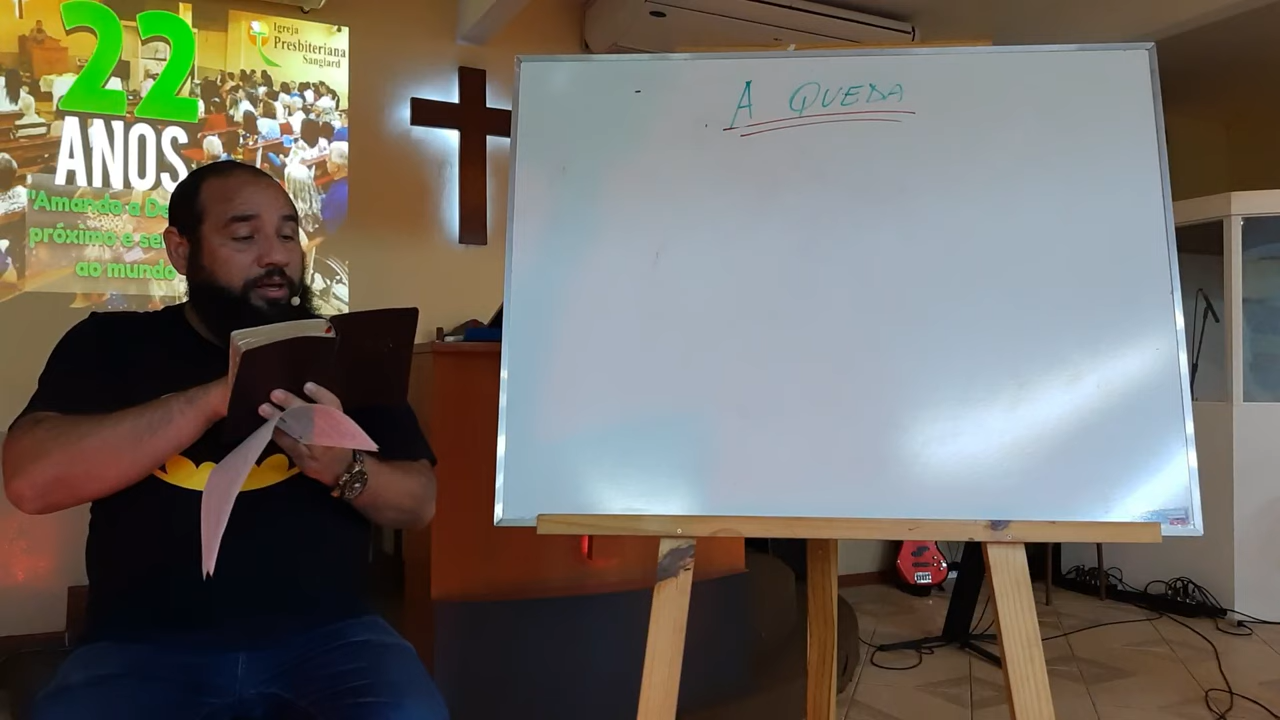 22
ANOS
Igreja
Presbiteriana
Sanglard
"Amando a De
próximo e se
ao mundo
A QUEDA